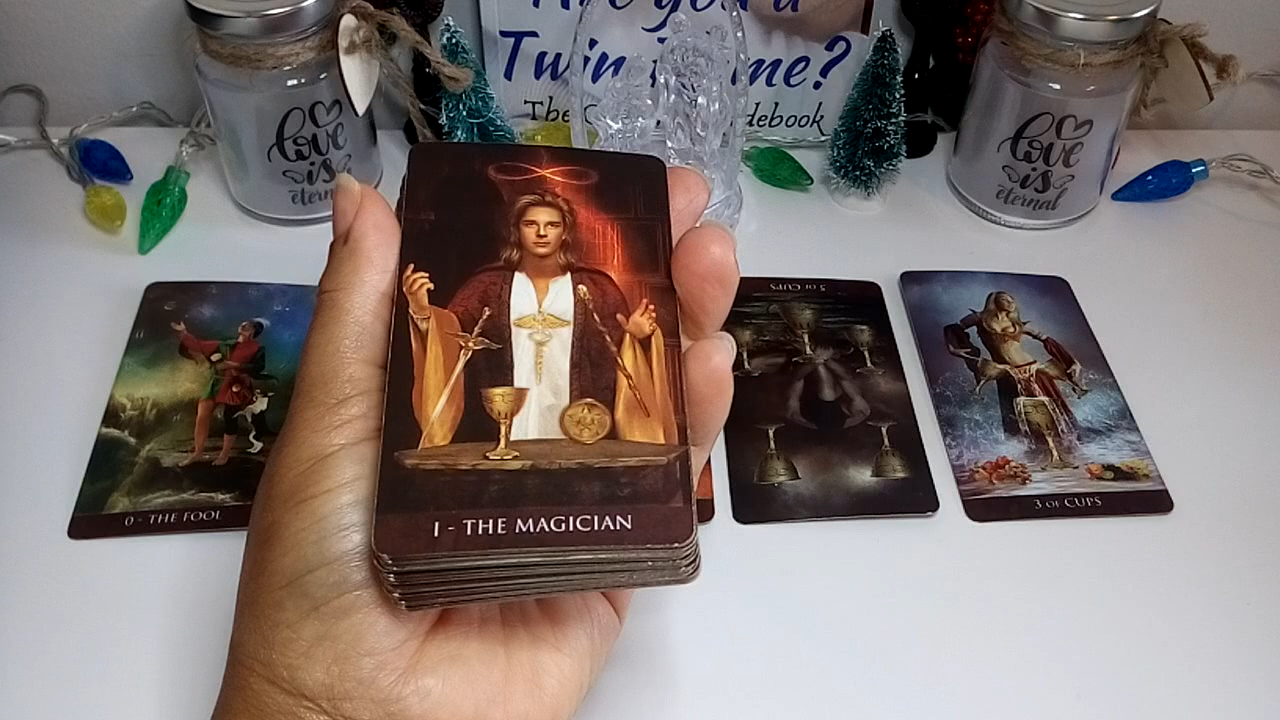 Are you a
Twin
me?
The
debook
love
is
eternal
love
is
eternal
0 - THE FOOL
I - THE MAGICIAN
5 OF CUPS
3 OF CUPS